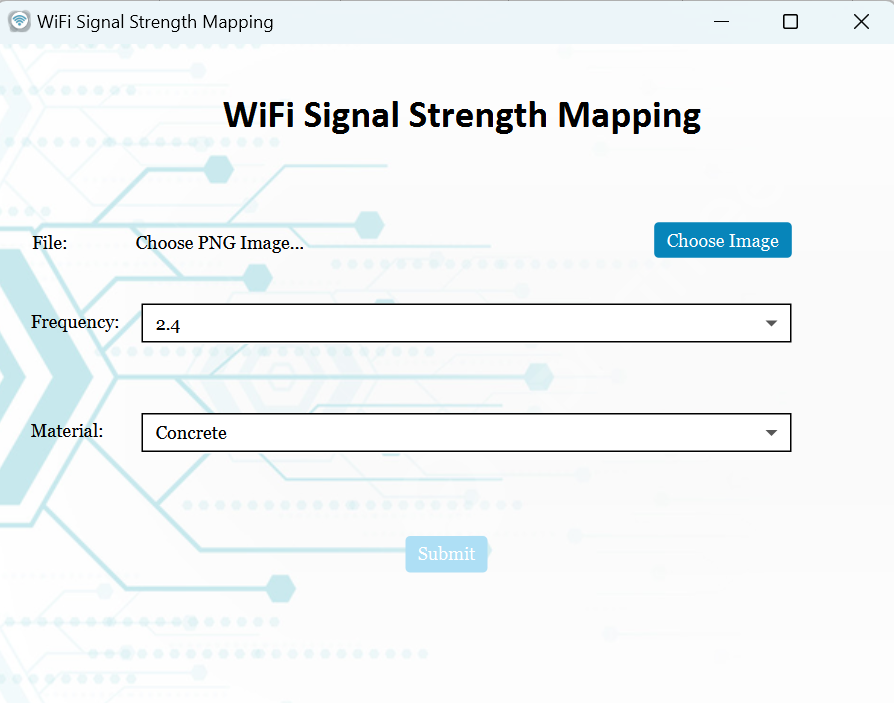 WiFi Signal Strength Mapping
WiFi Signal Strength Mapping
File: Choose PNG Image... Choose Image
Frequency: 2.4
Material: Concrete
Submit